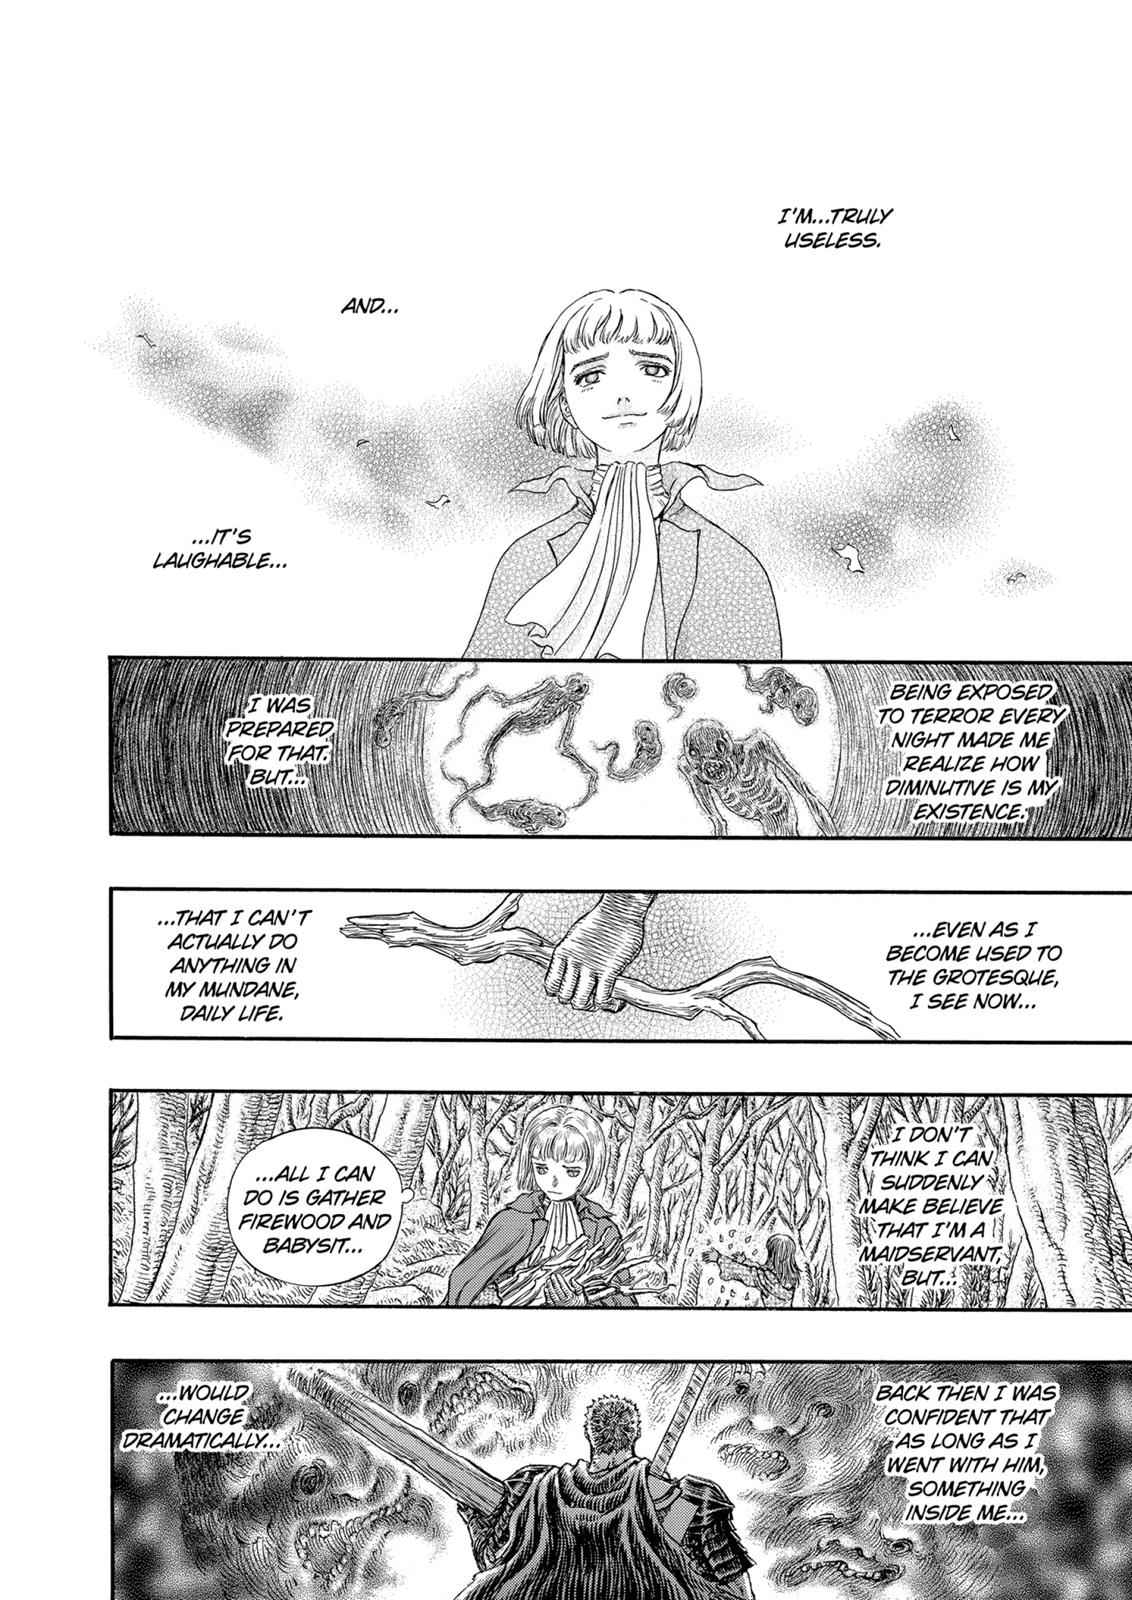 I'M...TRULY
USELESS.
AND...
...IT'S
LAUGHABLE...
BEING EXPOSED
TO TERROR EVERY
NIGHT MADE ME
REALIZE HOW
DIMINUTIVE IS MY
EXISTENCE.
I WAS
PREPARED
FOR THAT.
BUT...
...EVEN AS I
BECOME USED TO
THE GROTESQUE,
I SEE NOW...
...THAT I CAN'T
ACTUALLY DO
ANYTHING IN
MY MUNDANE,
DAILY LIFE.
I DON'T
THINK I CAN
SUDDENLY
MAKE BELIEVE
THAT I'M A
MAIDSERVANT,
BUT...
...ALL I CAN
DO IS GATHER
FIREWOOD AND
BABYSIT...
BACK THEN I WAS
CONFIDENT THAT
AS LONG AS I
WENT WITH HIM,
SOMETHING
INSIDE ME...
...WOULD
CHANGE
DRAMATICALLY...